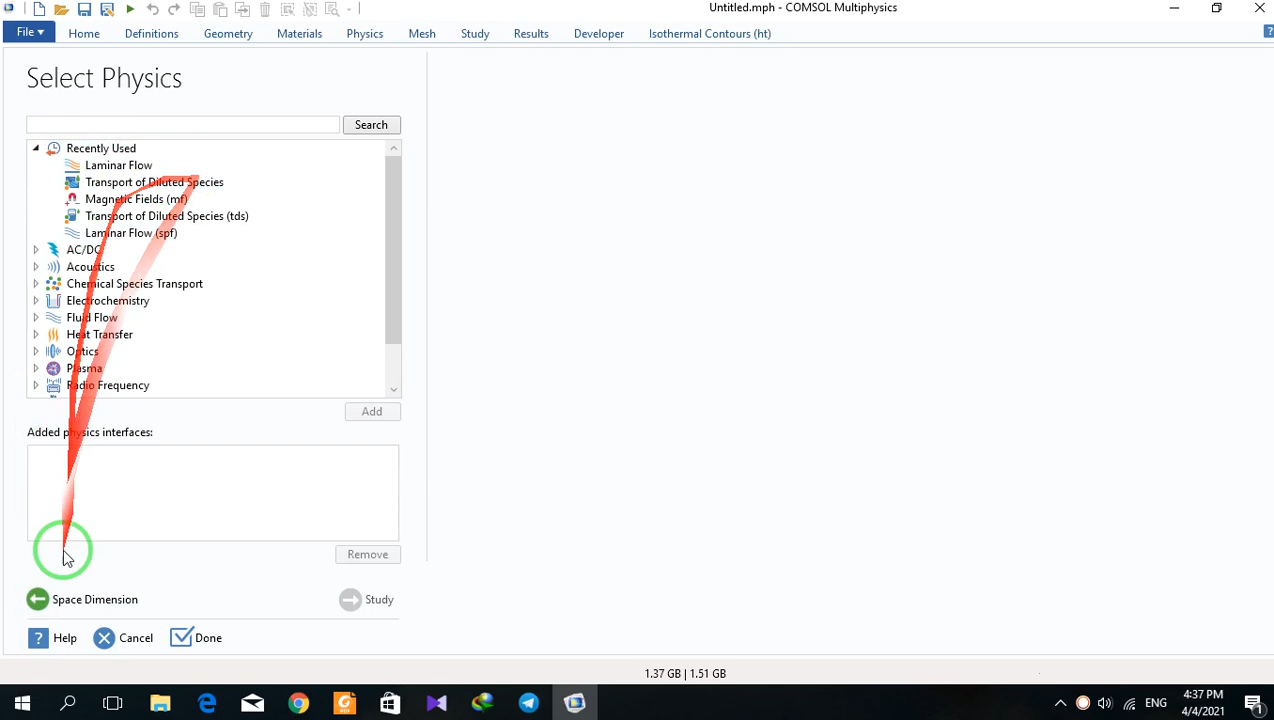 Untitled.mph - COMSOL Multiphysics
File Home Definitions Geometry Materials Physics Mesh Study Results Developer Isothermal Contours (ht)
Select Physics
Search
Recently Used
Laminar Flow
Transport of Diluted Species
Magnetic Fields (mf)
Transport of Diluted Species (tds)
Laminar Flow (spf)
AC/DC
Acoustics
Chemical Species Transport
Electrochemistry
Fluid Flow
Heat Transfer
Optics
Plasma
Radio Frequency
Add
Added physics interfaces:
Remove
Space Dimension Study
Help Cancel Done
1.37 GB | 1.51 GB
ENG 4:37 PM
4/4/2021